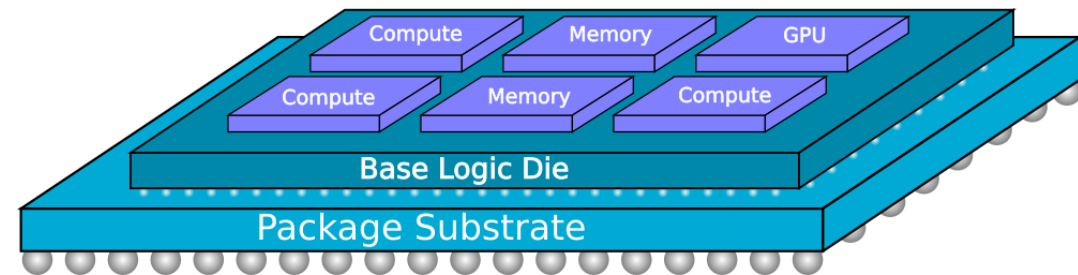 Compute
Memory
GPU
Compute
Memory
Compute
Base Logic Die
Package Substrate